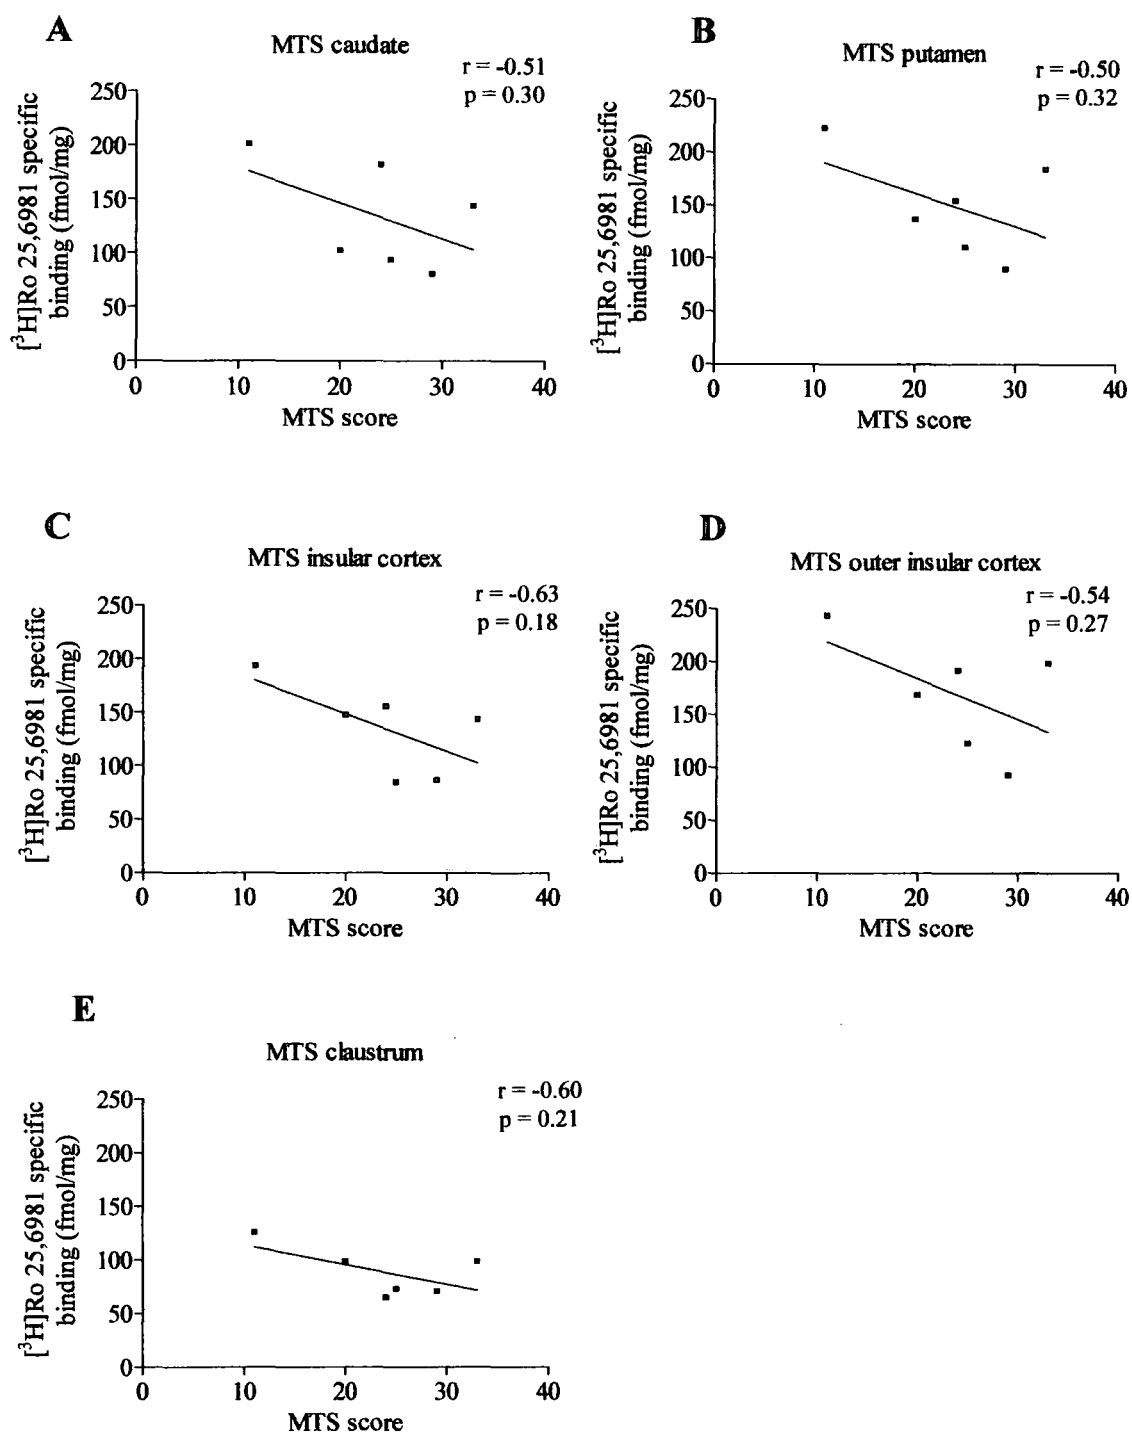 A
MTS caudate
r = -0.51
p = 0.30
[³H]Ro 25,6981 specific
binding (fmol/mg)
250
200
150
100
50
0
0 10 20 30 40
MTS score
B
MTS putamen
r = -0.50
p = 0.32
[³H]Ro 25,6981 specific
binding (fmol/mg)
250
200
150
100
50
0
0 10 20 30 40
MTS score
C
MTS insular cortex
r = -0.63
p = 0.18
[³H]Ro 25,6981 specific
binding (fmol/mg)
250
200
150
100
50
0
0 10 20 30 40
MTS score
D
MTS outer insular cortex
r = -0.54
p = 0.27
[³H]Ro 25,6981 specific
binding (fmol/mg)
250
200
150
100
50
0
0 10 20 30 40
MTS score
E
MTS claustrum
r = -0.60
p = 0.21
[³H]Ro 25,6981 specific
binding (fmol/mg)
250
200
150
100
50
0
0 10 20 30 40
MTS score